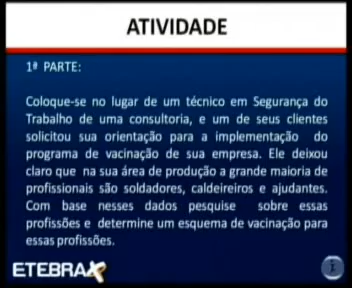 ATIVIDADE
1ª PARTE:
Coloque-se no lugar de um técnico em Segurança do
Trabalho de uma consultoria, e um de seus clientes
solicitou sua orientação para a implementação do
programa de vacinação de sua empresa. Ele deixou
claro que na sua área de produção a grande maioria de
profissionais são soldadores, caldeireiros e ajudantes.
Com base nesses dados pesquise sobre essas
profissões e determine um esquema de vacinação para
essas profissões.
ETEBRAX